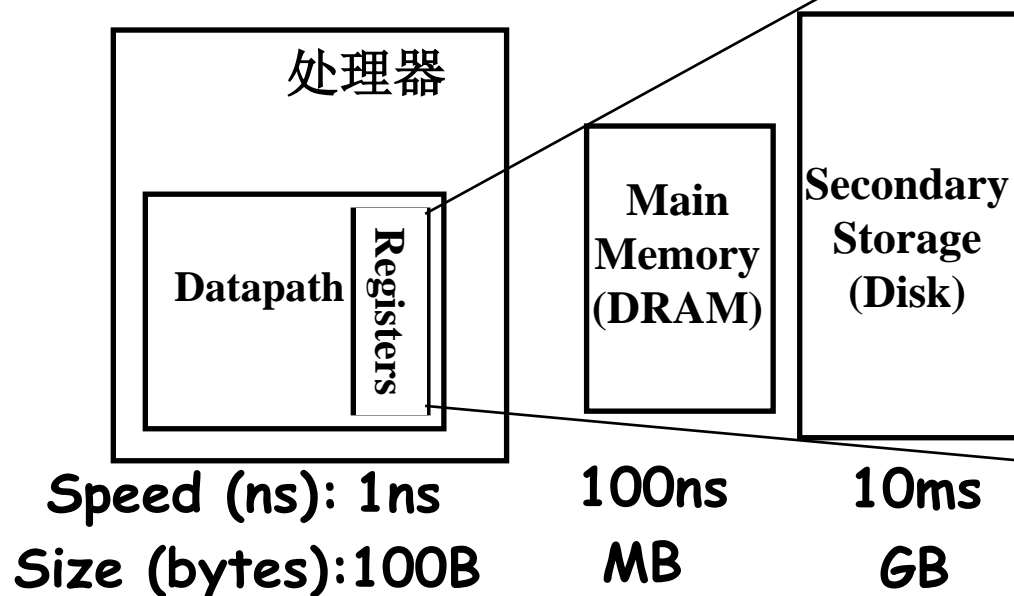 处理器
Datapath
Registers
Main
Memory
(DRAM)
Secondary
Storage
(Disk)
Speed (ns): 1ns
100ns
10ms
Size (bytes):100B
MB
GB